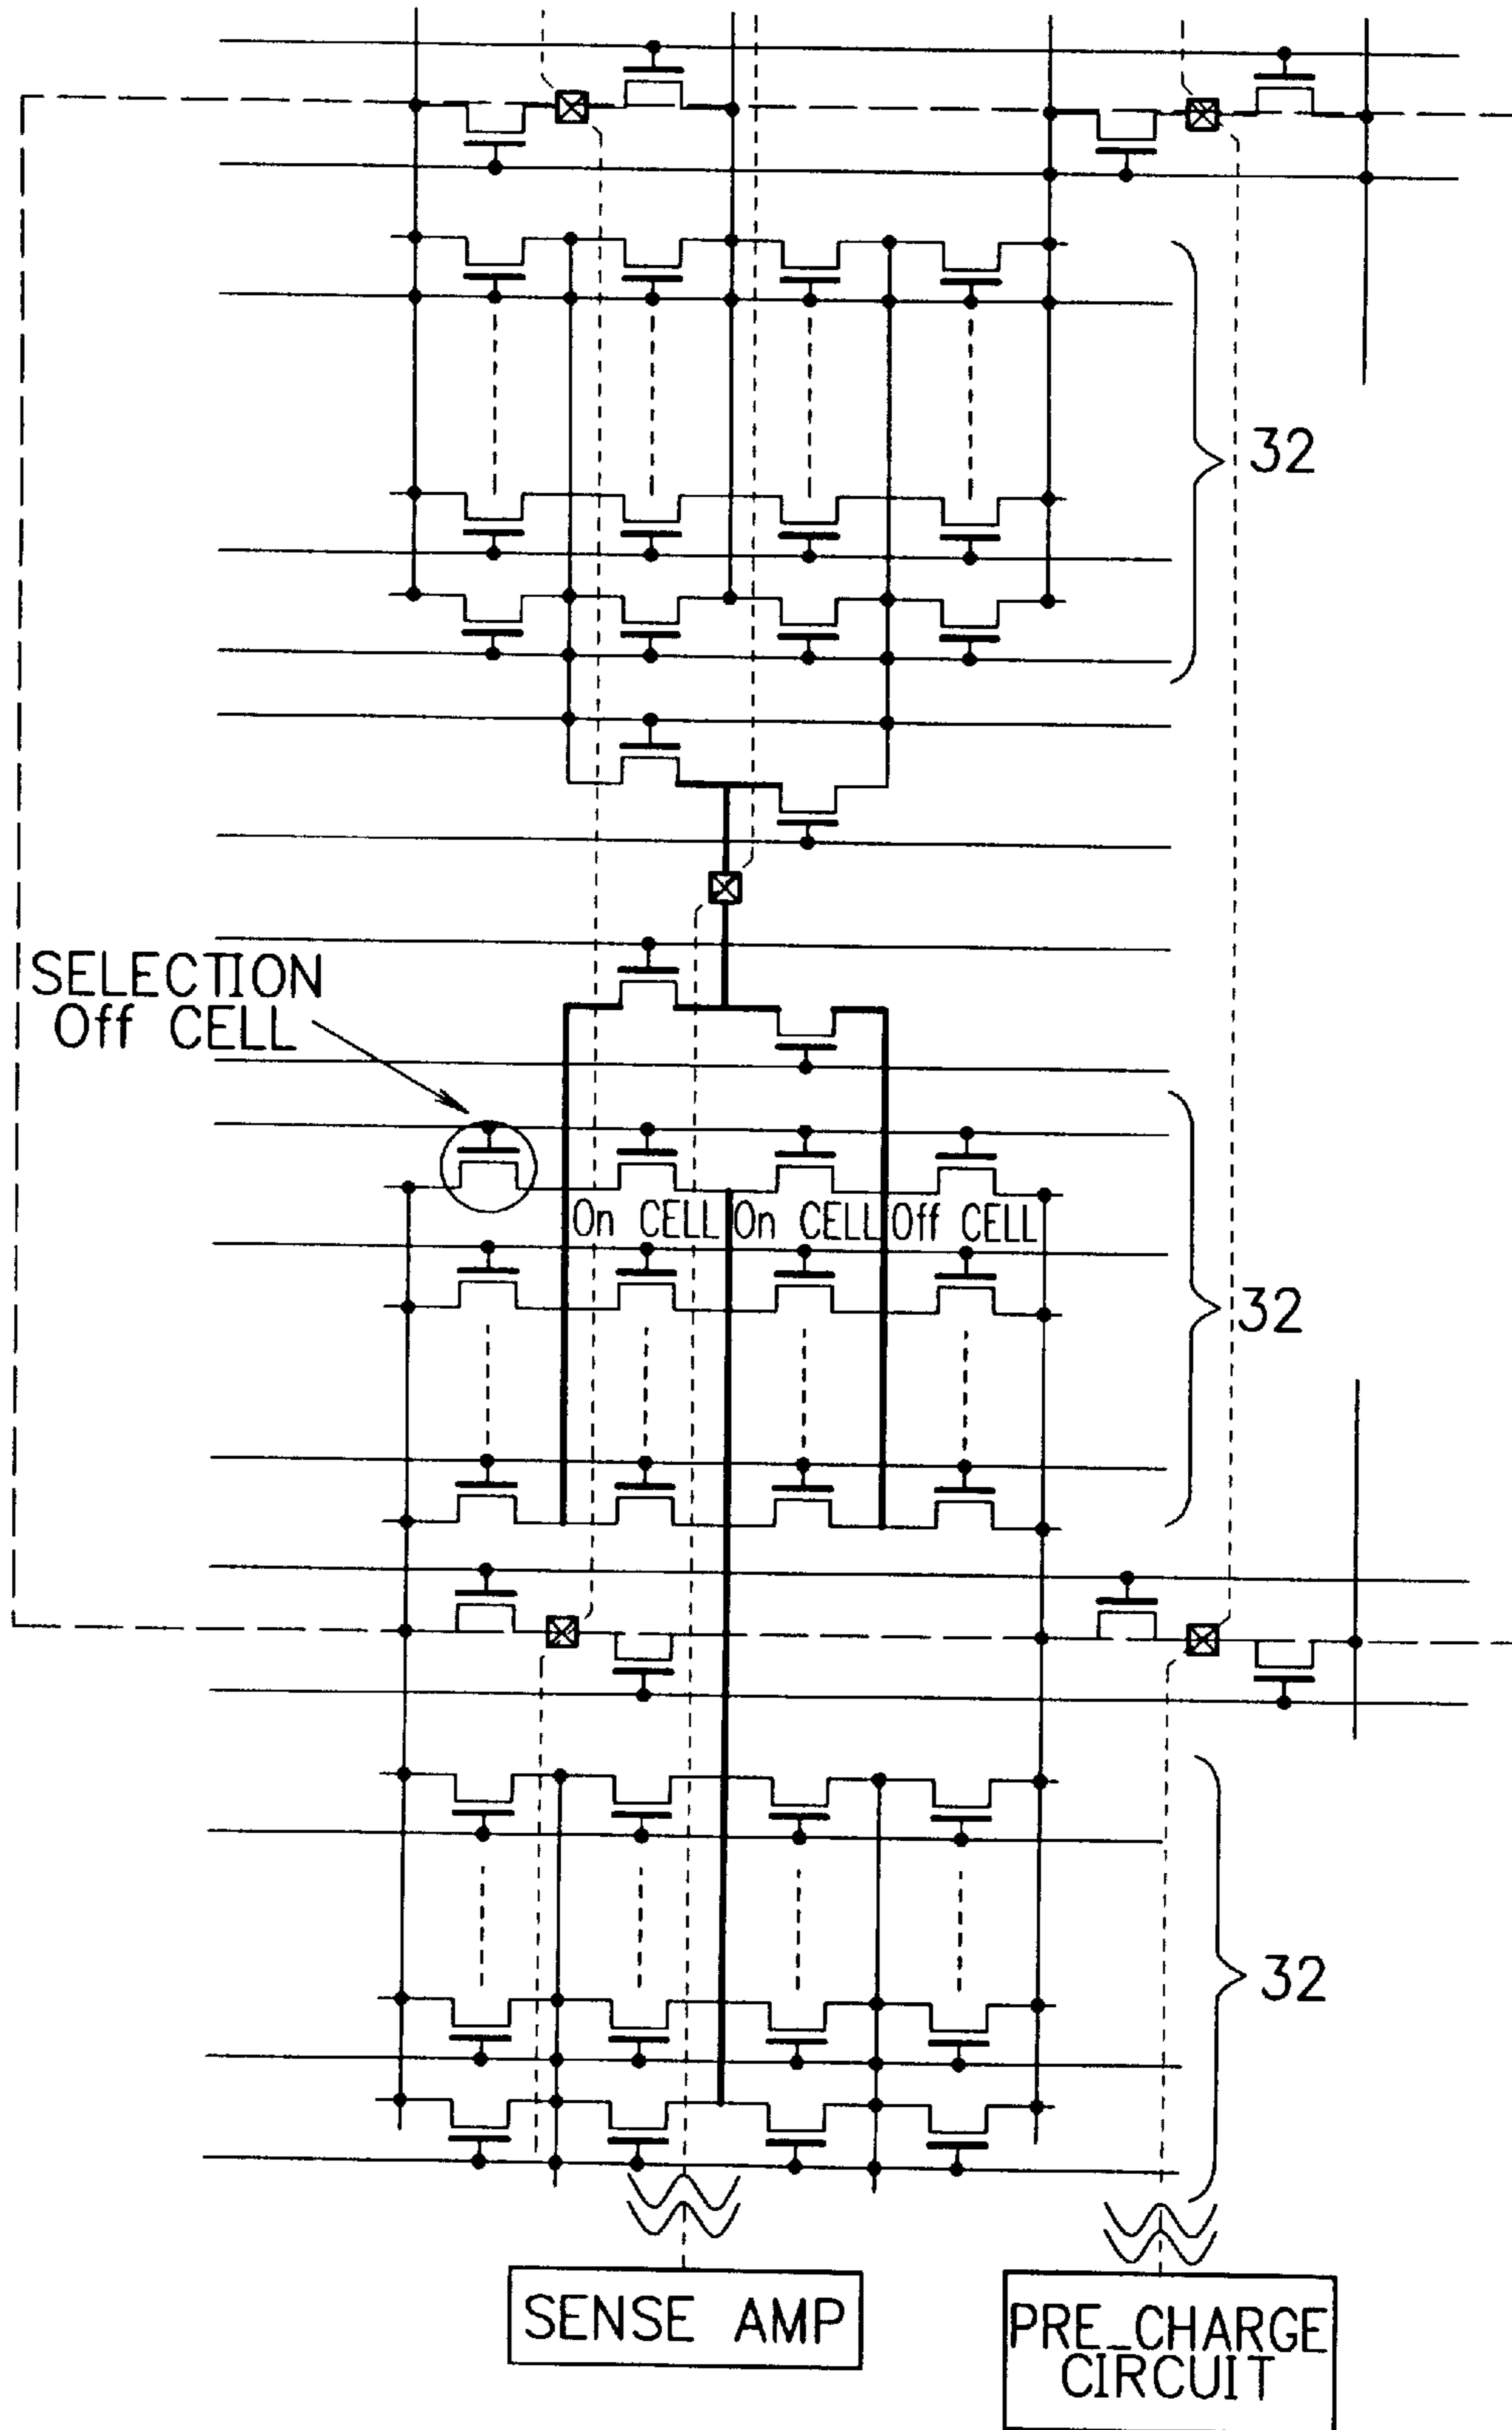 32
SELECTION
Off CELL
On CELL On CELL Off CELL
32
32
SENSE AMP
PRE_CHARGE
CIRCUIT